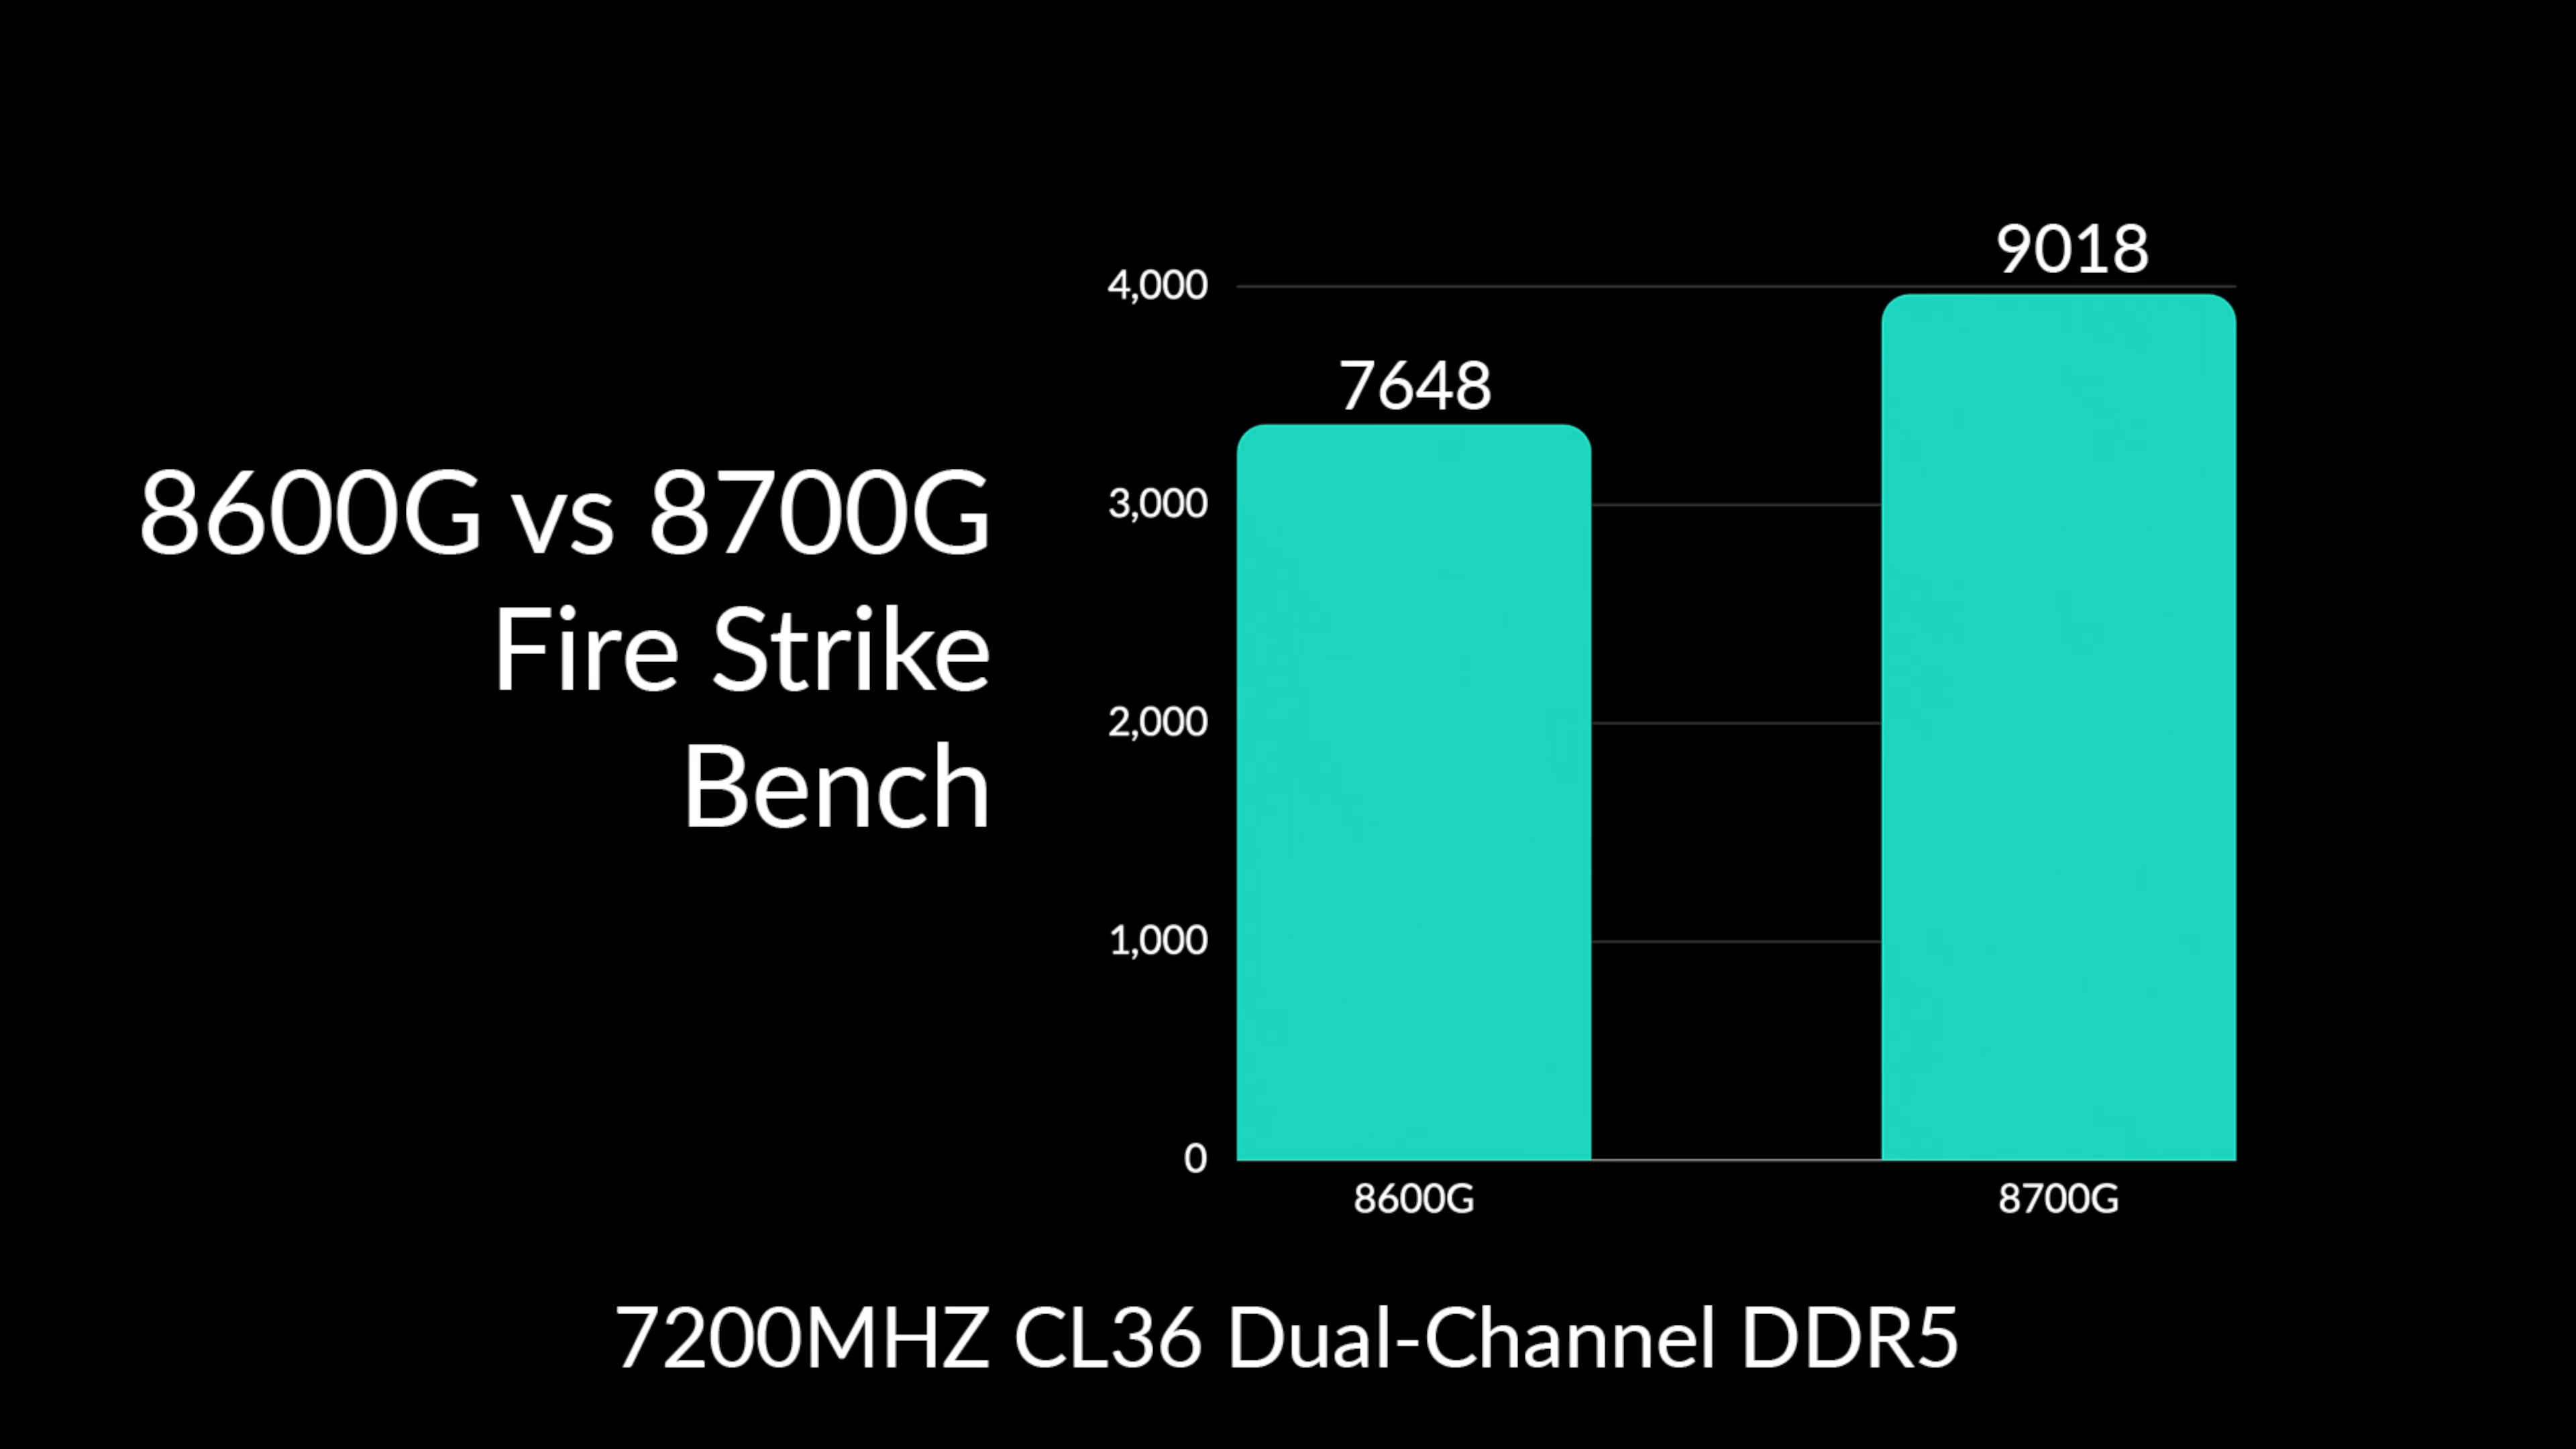 8600G vs 8700G
Fire Strike
Bench
9018
4,000
7648
3,000
2,000
1,000
0
8600G
8700G
7200MHZ CL36 Dual-Channel DDR5